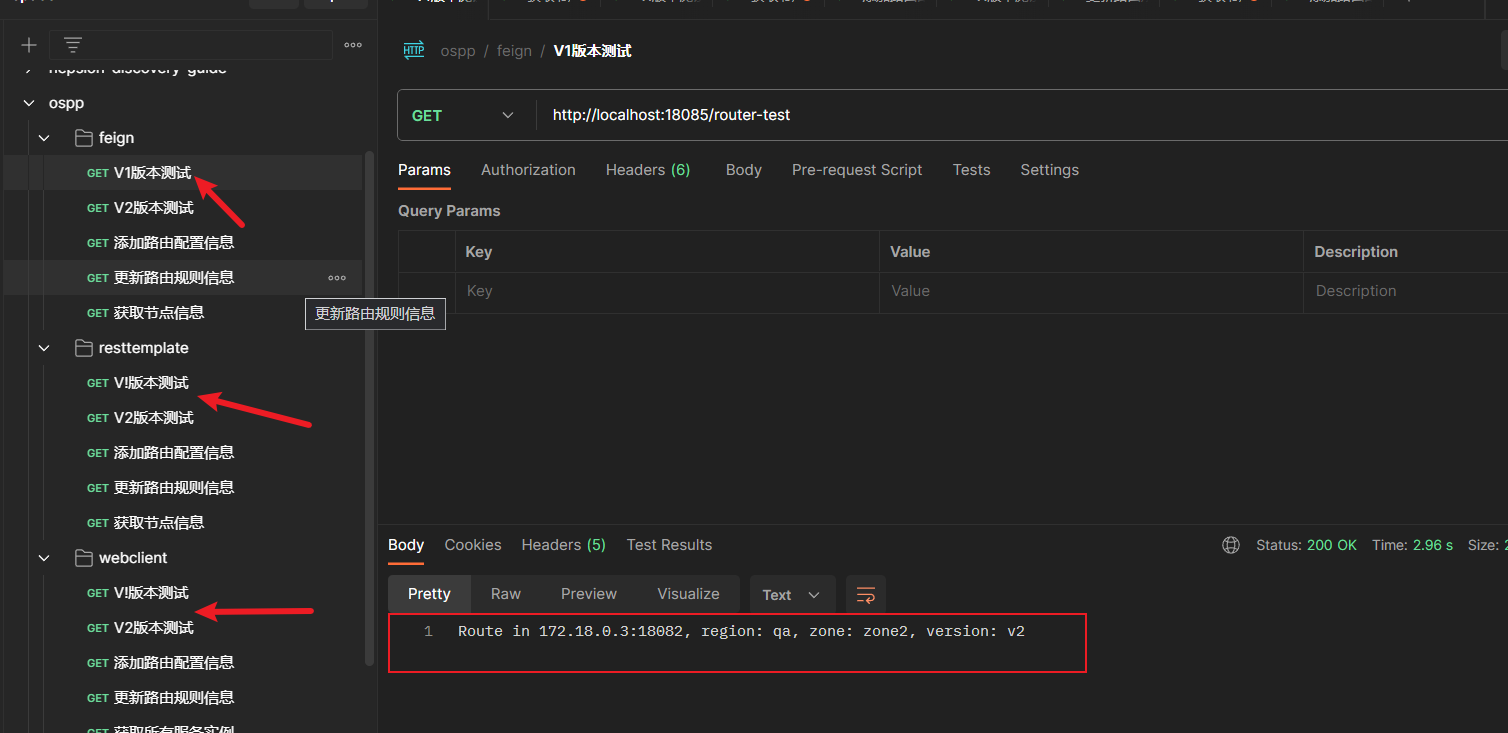 ospp / feign / V1版本测试
ospp
feign
GET V1版本测试
GET V2版本测试
GET 添加路由配置信息
GET 更新路由规则信息
GET 获取节点信息
更新路由规则信息
resttemplate
GET V!版本测试
GET V2版本测试
GET 添加路由配置信息
GET 更新路由规则信息
GET 获取节点信息
webclient
GET V!版本测试
GET V2版本测试
GET 添加路由配置信息
GET 更新路由规则信息
GET 获取所有服务实例
GET http://localhost:18085/router-test
Params Authorization Headers (6) Body Pre-request Script Tests Settings
Query Params
Key Value Description
Key Value Description
Body Cookies Headers (5) Test Results
Status: 200 OK Time: 2.96 s Size:
Pretty Raw Preview Visualize Text
1 Route in 172.18.0.3:18082, region: qa, zone: zone2, version: v2